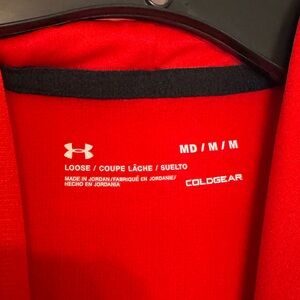 MD / M / M
LOOSE / COUPE LÂCHE / SUELTO
MADE IN JORDAN/FABRIQUÉ EN JORDANIE/
HECHO EN JORDANIA
COLDGEAR